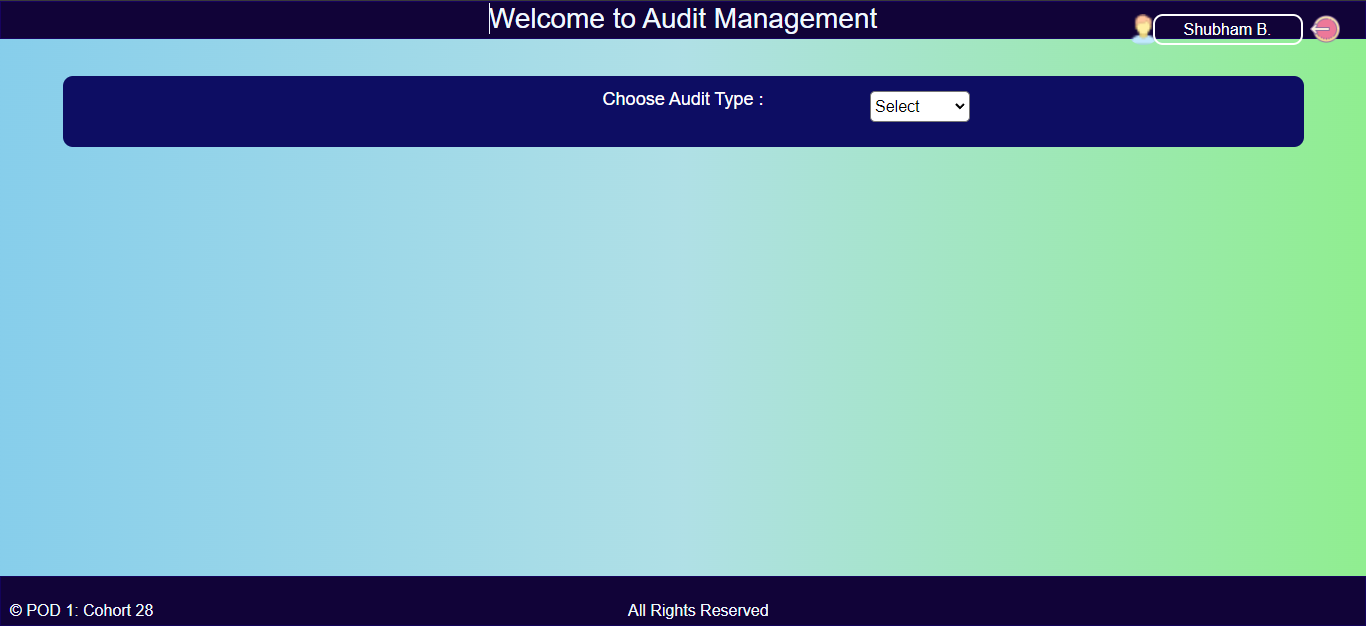 Welcome to Audit Management
Shubham B.
Choose Audit Type :
Select
© POD 1: Cohort 28
All Rights Reserved